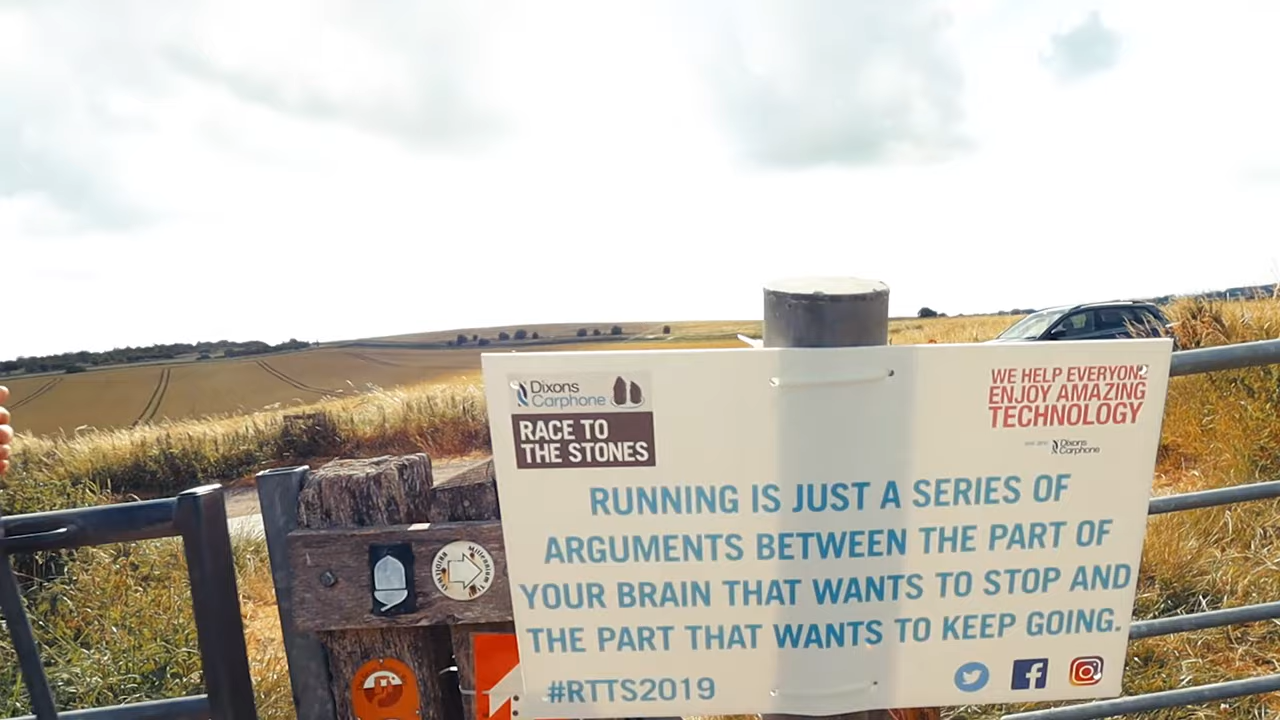 Dixons
Carphone
RACE TO
THE STONES
WE HELP EVERYONE
ENJOY AMAZING
TECHNOLOGY
Dixons
Carphone
RUNNING IS JUST A SERIES OF
ARGUMENTS BETWEEN THE PART OF
YOUR BRAIN THAT WANTS TO STOP AND
THE PART THAT WANTS TO KEEP GOING.
#RTTS2019